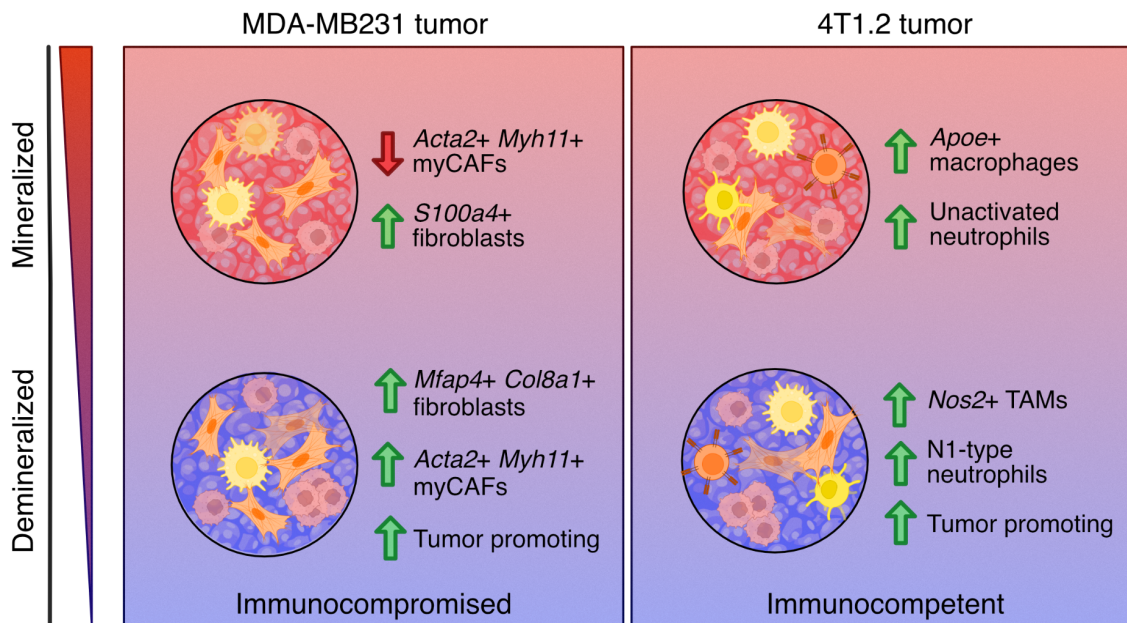 MDA-MB231 tumor
4T1.2 tumor
Mineralized
Acta2+ Myh11+
myCAFs
S100a4+
fibroblasts
Apoe+
macrophages
Unactivated
neutrophils
Demineralized
Mfap4+ Col8a1+
fibroblasts
Acta2+ Myh11+
myCAFs
Tumor promoting
Nos2+ TAMs
N1-type
neutrophils
Tumor promoting
Immunocompromised
Immunocompetent